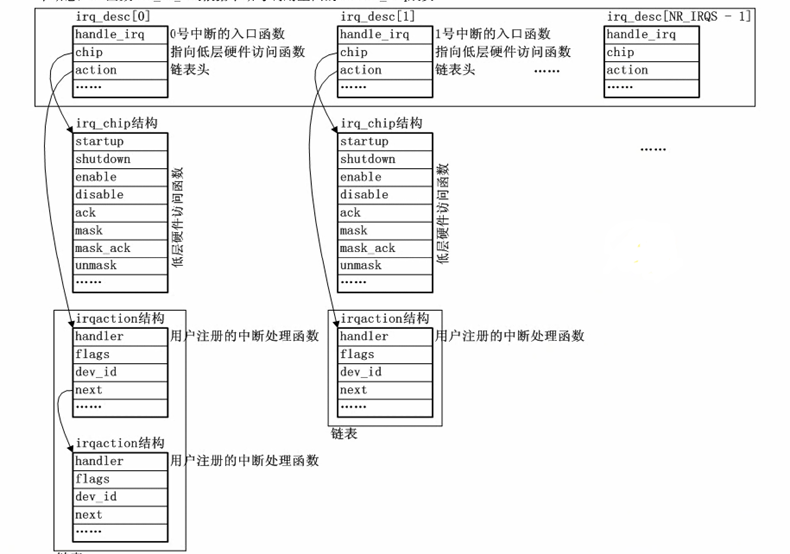 irq_desc[0] irq_desc[1] irq_desc[NR_IRQS - 1]
handle_irq 0号中断的入口函数 handle_irq 1号中断的入口函数 handle_irq
chip 指向低层硬件访问函数 chip 指向低层硬件访问函数 chip
action 链表头 action 链表头 …… action
…… …… ……
irq_chip结构 irq_chip结构
startup startup ……
shutdown shutdown
enable enable
disable disable
ack ack
mask mask
mask_ack mask_ack
unmask unmask
…… ……
低层硬件访问函数 低层硬件访问函数
irqaction结构 irqaction结构
handler 用户注册的中断处理函数 handler 用户注册的中断处理函数
flags flags
dev_id dev_id
next next
…… ……
链表
irqaction结构
handler 用户注册的中断处理函数
flags
dev_id
next
……